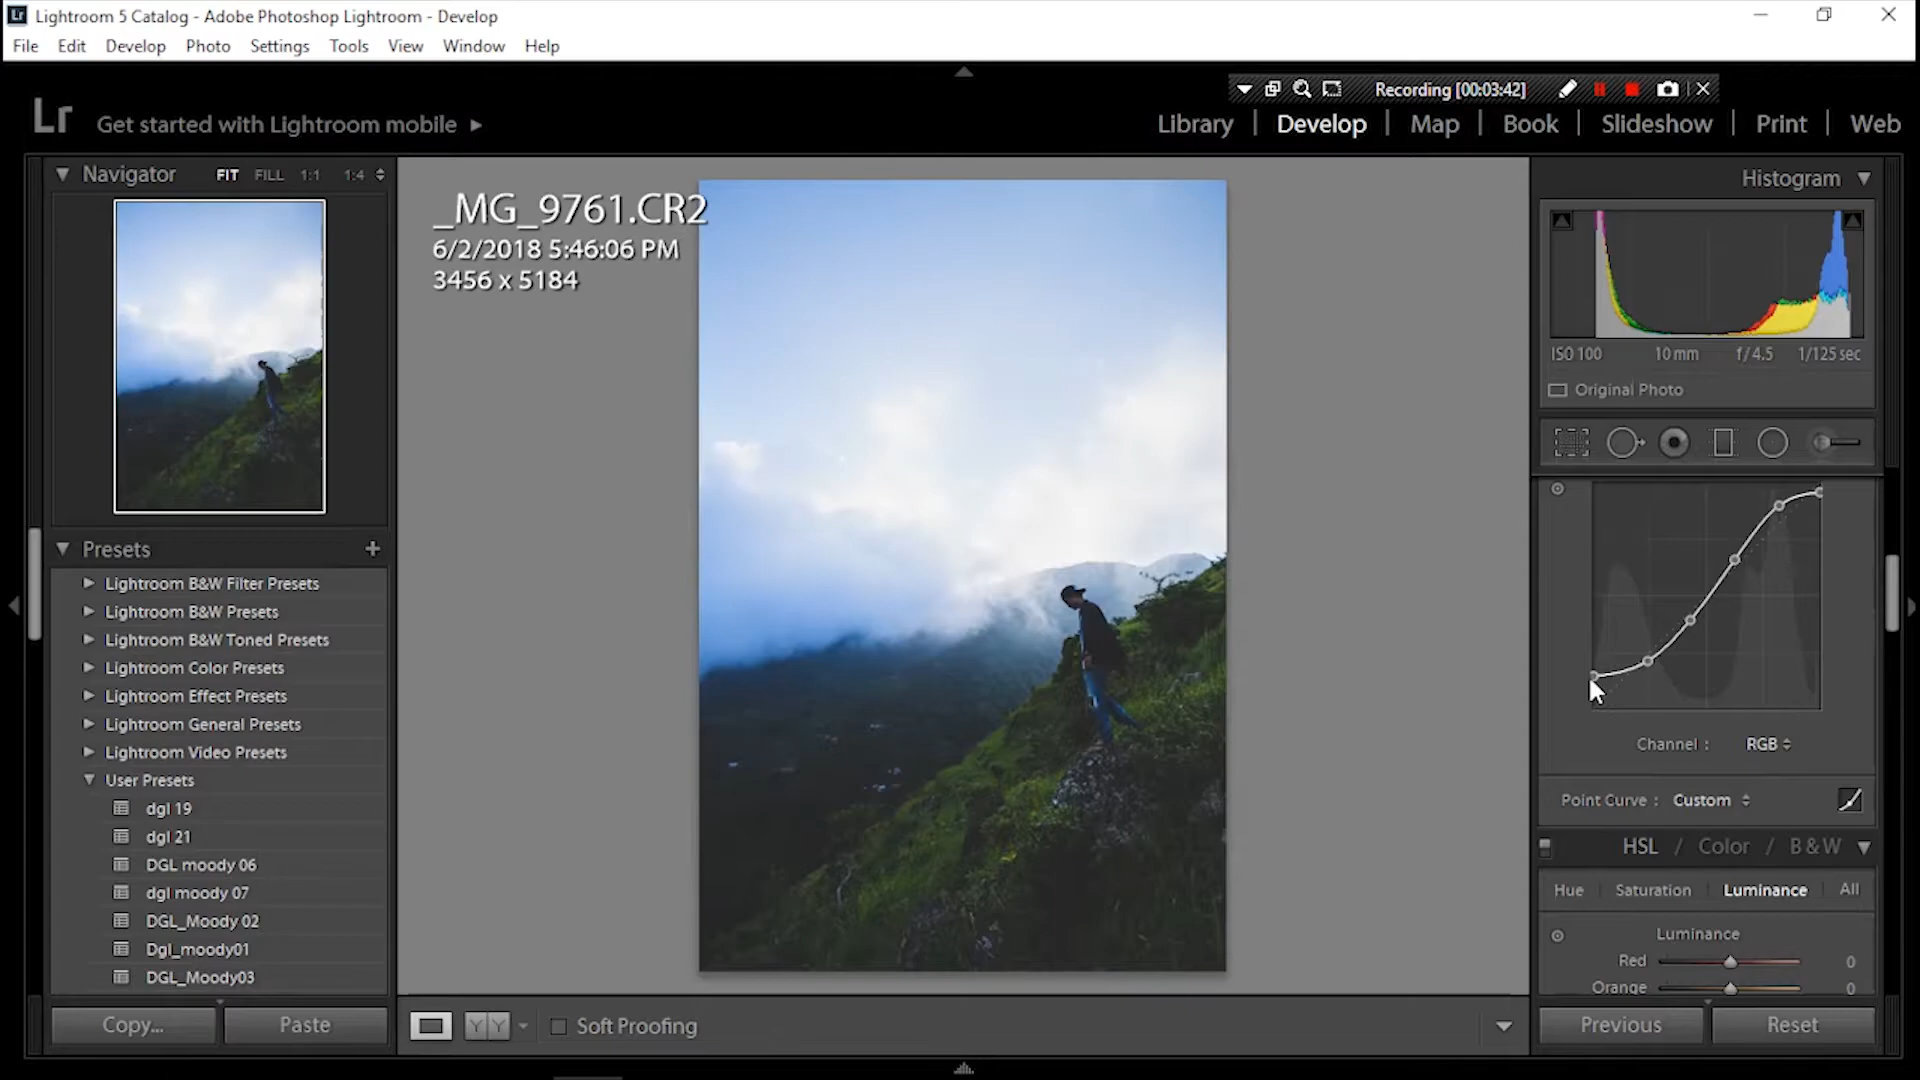 Lightroom 5 Catalog - Adobe Photoshop Lightroom - Develop
File Edit Develop Photo Settings Tools View Window Help
Recording [00:03:42]
Lr Get started with Lightroom mobile
Library Develop Map Book Slideshow Print Web
Navigator FIT FILL 1:1 1:4
Histogram
_MG_9761.CR2
6/2/2018 5:46:06 PM
3456 x 5184
ISO 100 10 mm f/4.5 1/125 sec
Original Photo
Presets
Lightroom B&W Filter Presets
Lightroom B&W Presets
Lightroom B&W Toned Presets
Lightroom Color Presets
Lightroom Effect Presets
Lightroom General Presets
Lightroom Video Presets
User Presets
dgl 19
dgl 21
DGL moody 06
dgl moody 07
DGL_Moody 02
Dgl_moody01
DGL_Moody03
Copy... Paste
YY Soft Proofing
Channel : RGB
Point Curve : Custom
HSL / Color / B&W
Hue Saturation Luminance All
Luminance
Red 0
Orange 0
Previous Reset